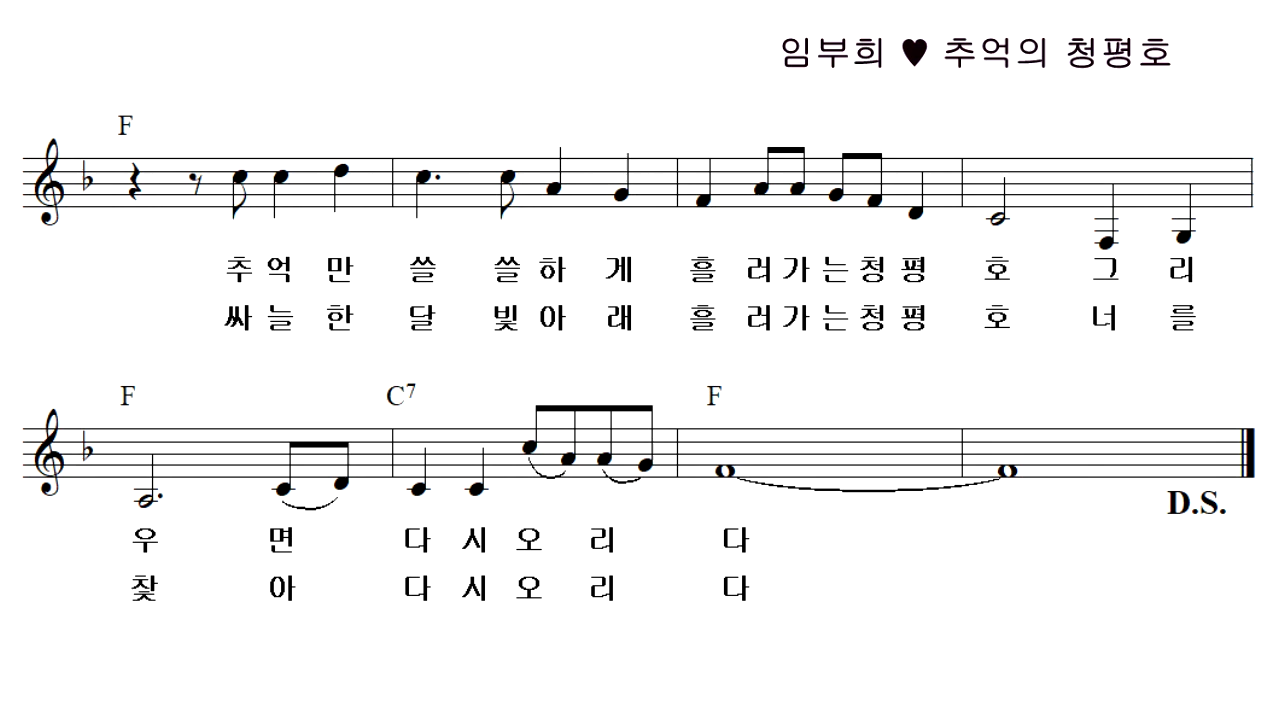 임부희 ♥ 추억의 청평호
F
추억 만 쓸 쓸하 게 흘 러가는청평 호 그 리
싸늘 한 달 빛아 래 흘 러가는청평 호 너 를
F C7 F
D.S.
우 면 다 시 오 리 다
찾 아 다 시 오 리 다